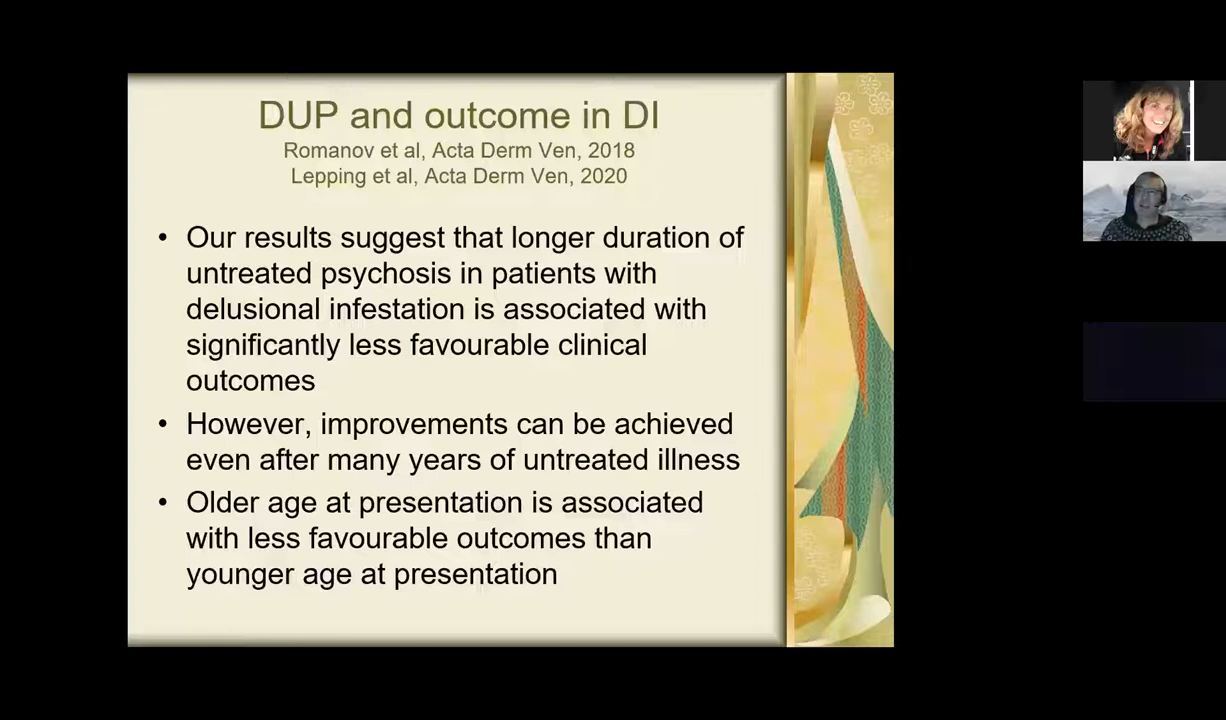 DUP and outcome in DI
Romanov et al, Acta Derm Ven, 2018
Lepping et al, Acta Derm Ven, 2020
• Our results suggest that longer duration of
untreated psychosis in patients with
delusional infestation is associated with
significantly less favourable clinical
outcomes
• However, improvements can be achieved
even after many years of untreated illness
• Older age at presentation is associated
with less favourable outcomes than
younger age at presentation